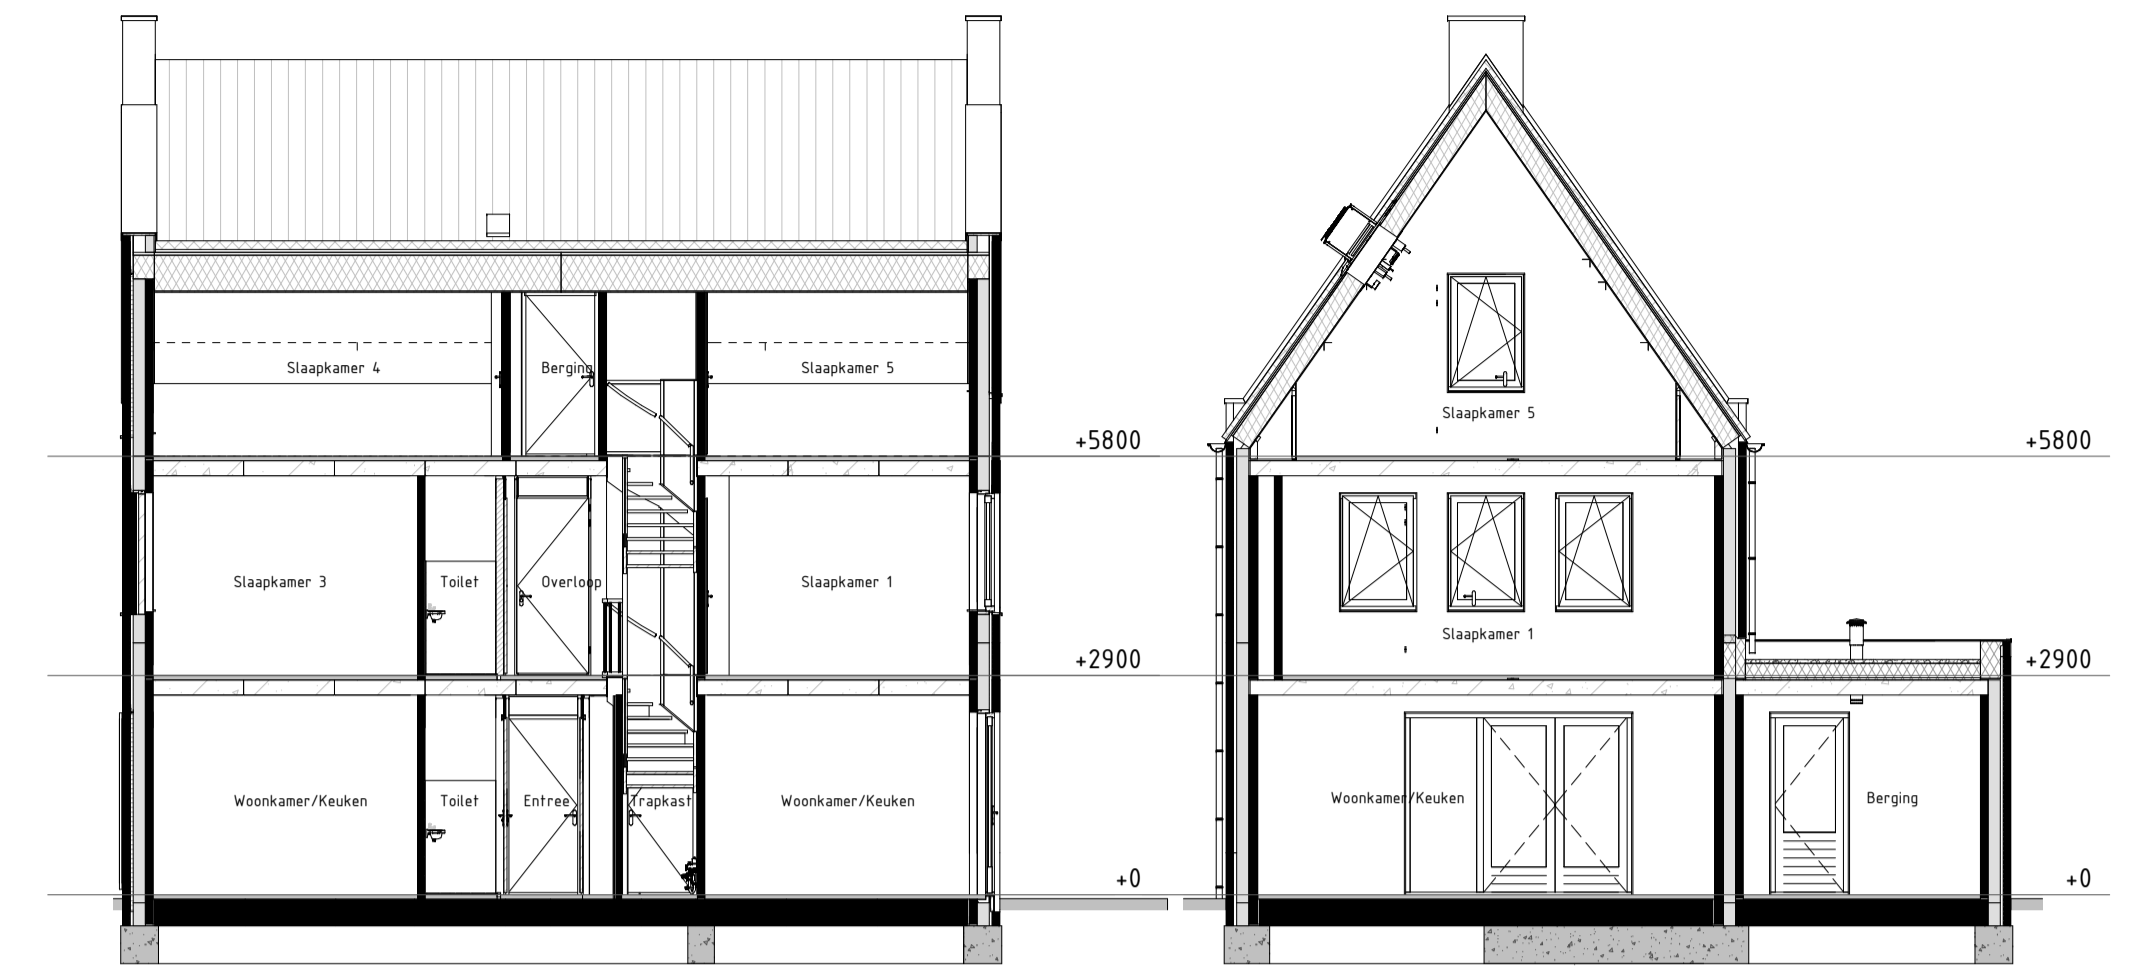 Slaapkamer 4
Berging
Slaapkamer 5
+5800
Slaapkamer 3
Toilet
Overloop
Slaapkamer 1
+2900
Woonkamer/Keuken
Toilet
Entree
Trapkast
Woonkamer/Keuken
+0
Slaapkamer 5
+5800
Slaapkamer 1
+2900
Woonkamer/Keuken
Berging
+0